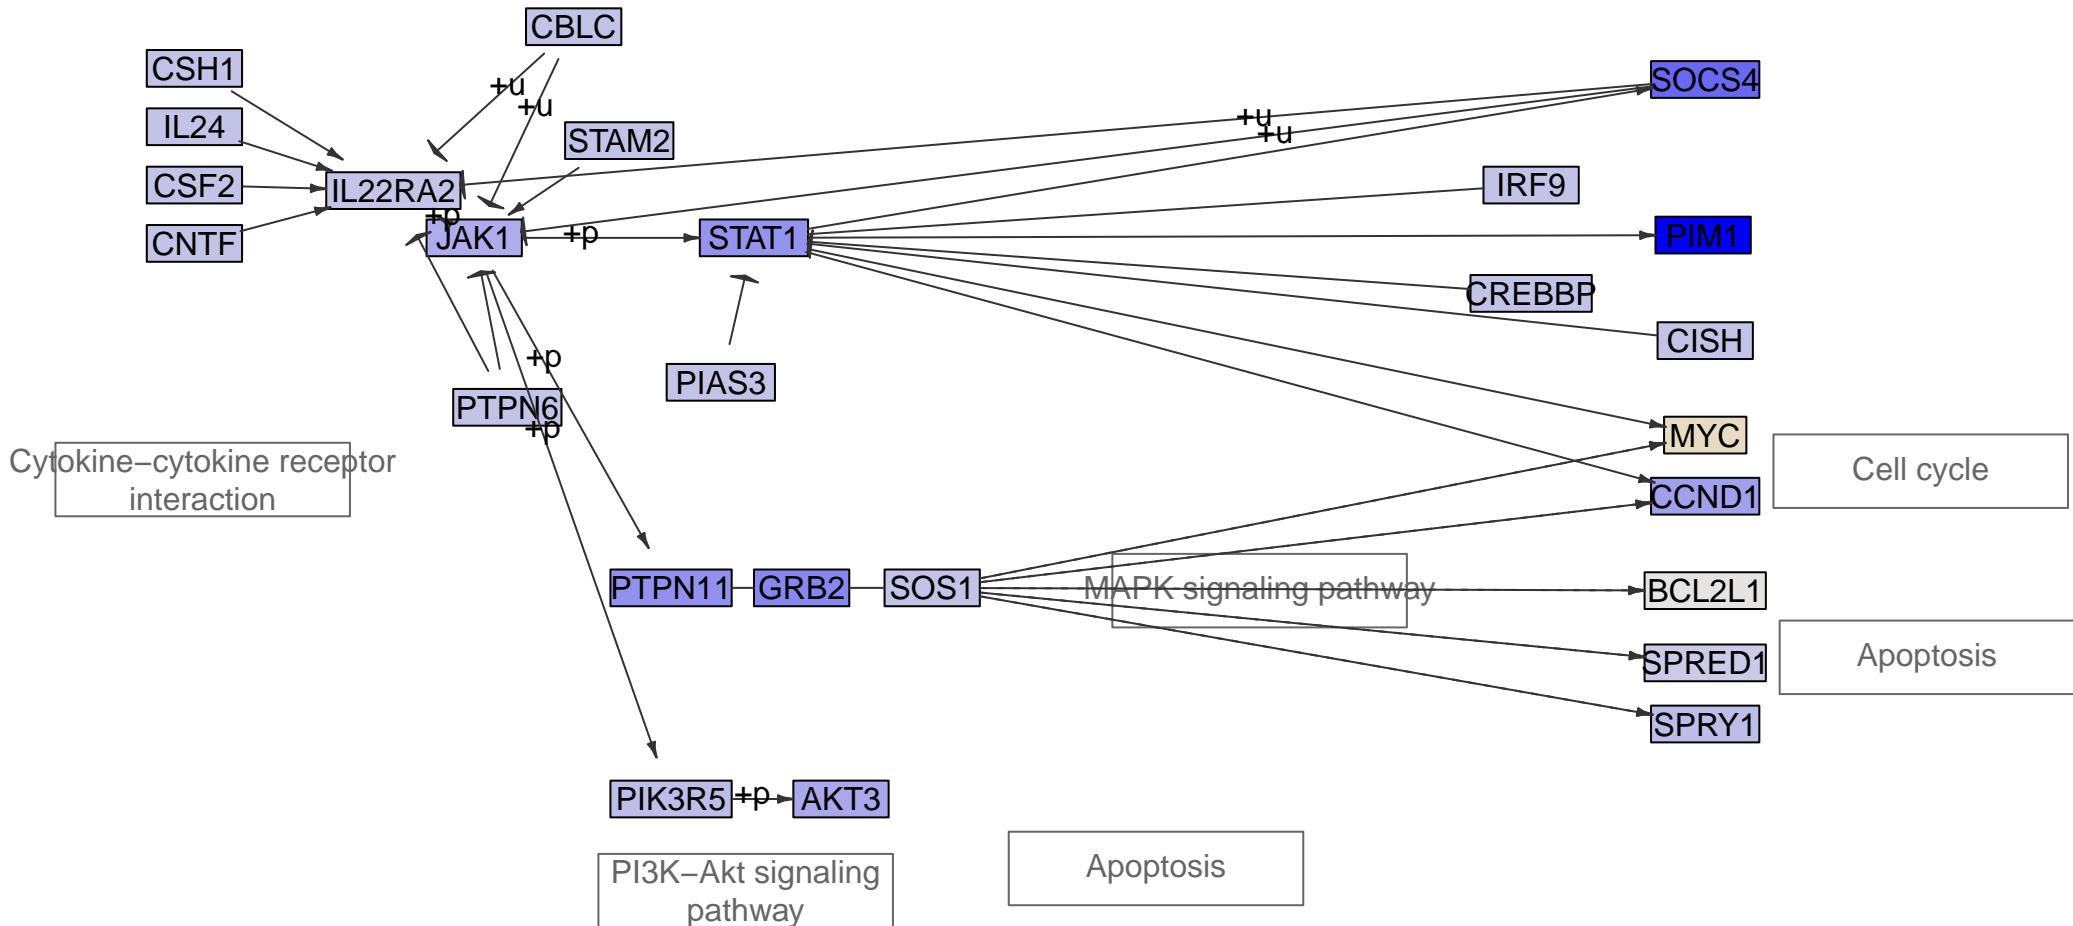 CBLC
CSH1
+u
SOCS4
+u
+u
IL24
STAM2
+u
CSF2
IL22RA2
IRF9
+p
CNTF
JAK1
+p
STAT1
PIM1
CREBBP
CISH
+p
PIAS3
PTPN6
+p
MYC
Cytokine−cytokine receptor
interaction
Cell cycle
CCND1
PTPN11
GRB2
SOS1
MAPK signaling pathway
BCL2L1
SPRED1
Apoptosis
SPRY1
PIK3R5
+p
AKT3
Apoptosis
PI3K−Akt signaling
pathway